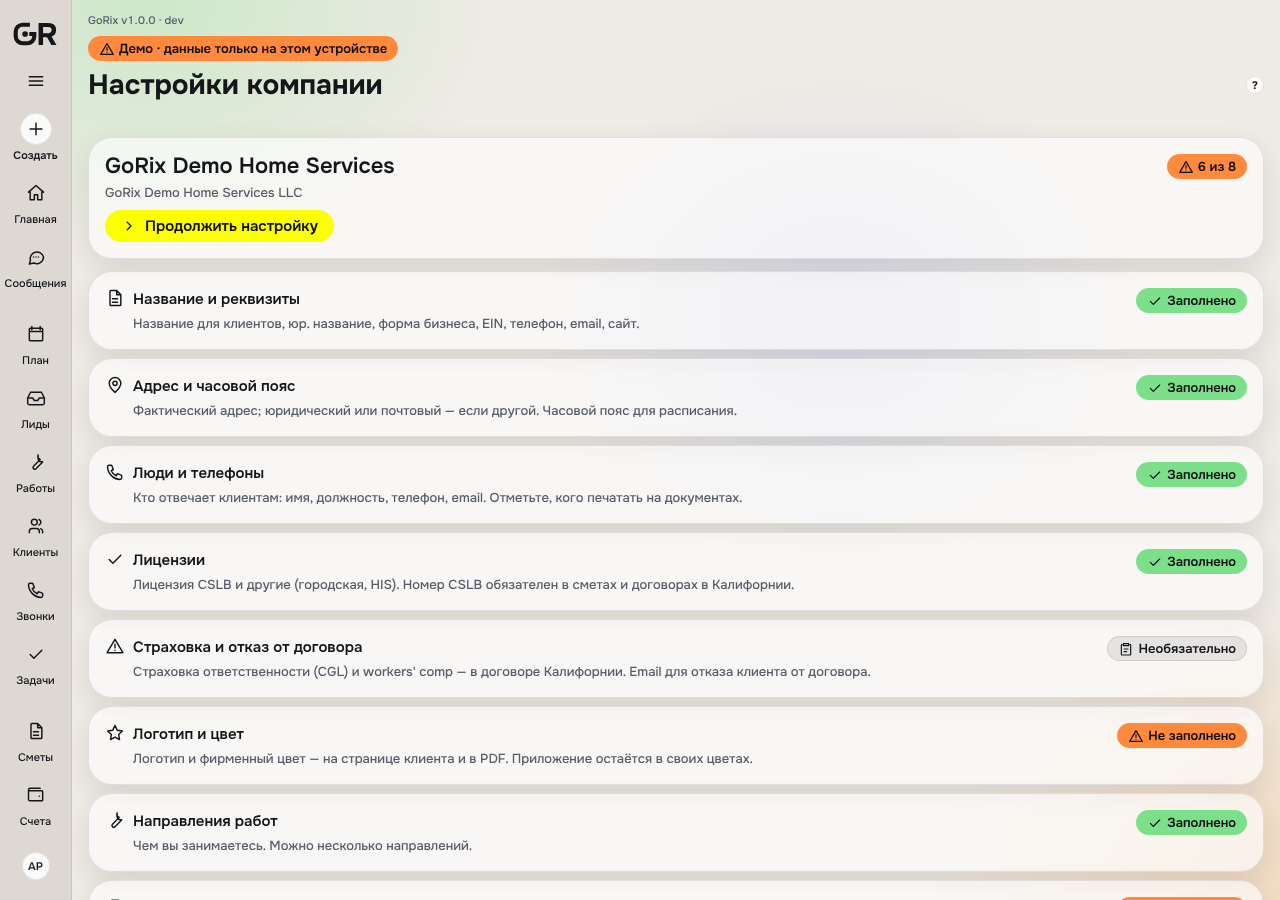 GR
GoRix v1.0.0 · dev
Демо · данные только на этом устройстве
Настройки компании
?
Создать
Главная
Сообщения
План
Лиды
Работы
Клиенты
Звонки
Задачи
Сметы
Счета
AP
GoRix Demo Home Services
6 из 8
GoRix Demo Home Services LLC
Продолжить настройку
Название и реквизиты
Заполнено
Название для клиентов, юр. название, форма бизнеса, EIN, телефон, email, сайт.
Адрес и часовой пояс
Заполнено
Фактический адрес; юридический или почтовый — если другой. Часовой пояс для расписания.
Люди и телефоны
Заполнено
Кто отвечает клиентам: имя, должность, телефон, email. Отметьте, кого печатать на документах.
Лицензии
Заполнено
Лицензия CSLB и другие (городская, HIS). Номер CSLB обязателен в сметах и договорах в Калифорнии.
Страховка и отказ от договора
Необязательно
Страховка ответственности (CGL) и workers' comp — в договоре Калифорнии. Email для отказа клиента от договора.
Логотип и цвет
Не заполнено
Логотип и фирменный цвет — на странице клиента и в PDF. Приложение остаётся в своих цветах.
Направления работ
Заполнено
Чем вы занимаетесь. Можно несколько направлений.